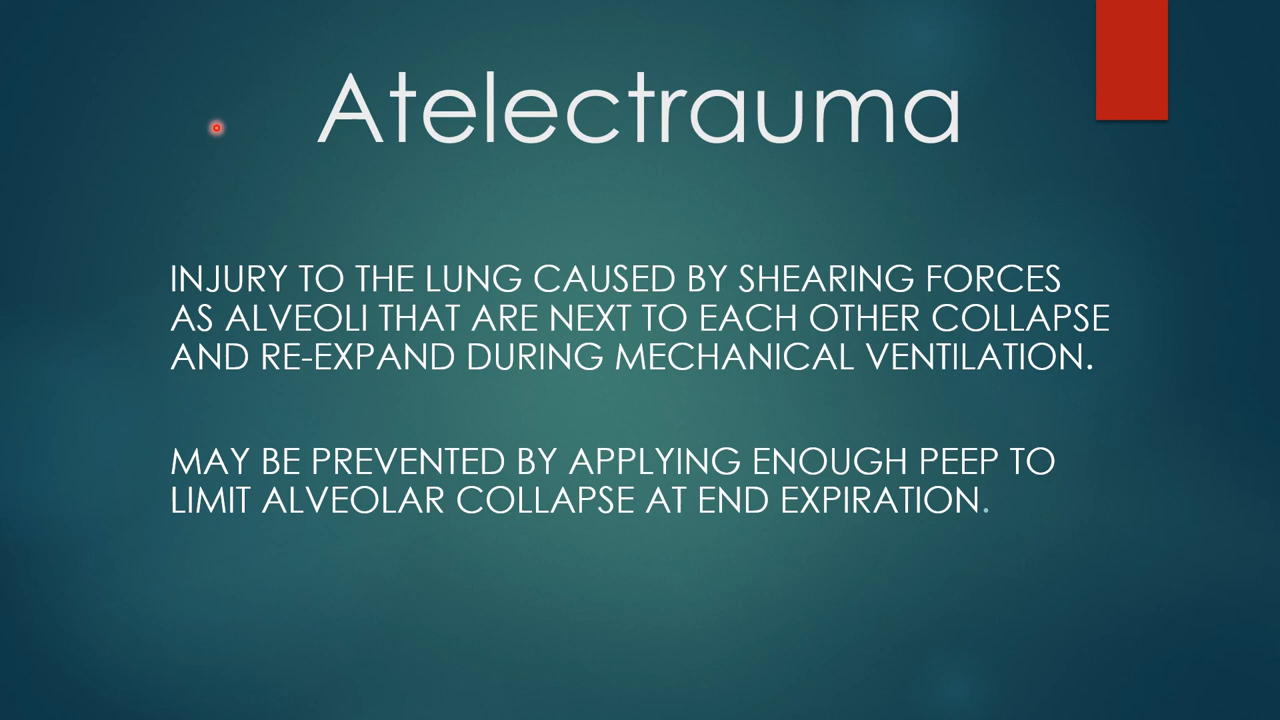 Atelectrauma
INJURY TO THE LUNG CAUSED BY SHEARING FORCES
AS ALVEOLI THAT ARE NEXT TO EACH OTHER COLLAPSE
AND RE-EXPAND DURING MECHANICAL VENTILATION.
MAY BE PREVENTED BY APPLYING ENOUGH PEEP TO
LIMIT ALVEOLAR COLLAPSE AT END EXPIRATION.